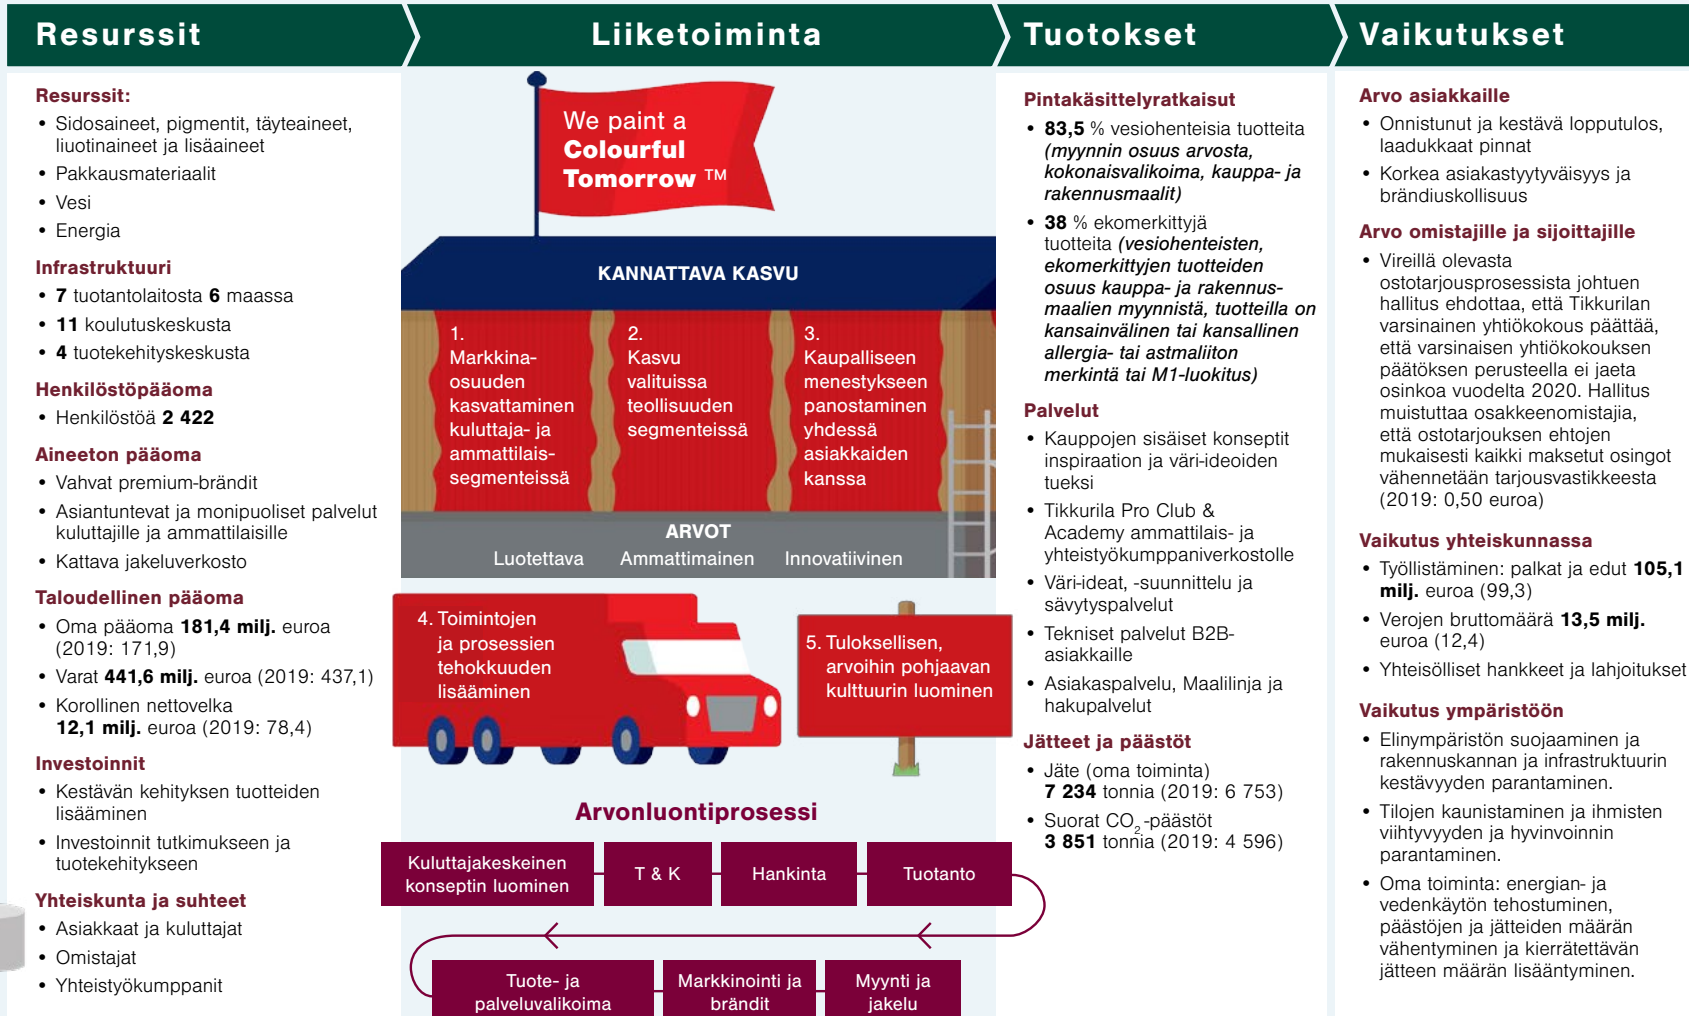 Resurssit
Liiketoiminta
Tuotokset
Vaikutukset
Resurssit:
• Sidosaineet, pigmentit, täyteaineet,
liuotinaineet ja lisäaineet
• Pakkausmateriaalit
• Vesi
• Energia
Infrastruktuuri
• 7 tuotantolaitosta 6 maassa
• 11 koulutuskeskusta
• 4 tuotekehityskeskusta
Henkilöstöpääoma
• Henkilöstöä 2 422
Aineeton pääoma
• Vahvat premium-brändit
• Asiantuntevat ja monipuoliset palvelut
kuluttajille ja ammattilaisille
• Kattava jakeluverkosto
Taloudellinen pääoma
• Oma pääoma 181,4 milj. euroa
(2019: 171,9)
• Varat 441,6 milj. euroa (2019: 437,1)
• Korollinen nettovelka
12,1 milj. euroa (2019: 78,4)
Investoinnit
• Kestävän kehityksen tuotteiden
lisääminen
• Investoinnit tutkimukseen ja
tuotekehitykseen
Yhteiskunta ja suhteet
• Asiakkaat ja kuluttajat
• Omistajat
• Yhteistyökumppanit
We paint a
Colourful
Tomorrow ™
KANNATTAVA KASVU
1.
Markkina-
osuuden
kasvattaminen
kuluttaja- ja
ammattilais-
segmenteissä
2.
Kasvu
valituissa
teollisuuden
segmenteissä
3.
Kaupalliseen
menestykseen
panostaminen
yhdessä
asiakkaiden
kanssa
ARVOT
Luotettava
Ammattimainen
Innovatiivinen
4. Toimintojen
ja prosessien
tehokkuuden
lisääminen
5. Tuloksellisen,
arvoihin pohjaavan
kulttuurin luominen
Arvonluontiprosessi
Kuluttajakeskeinen
konseptin luominen
T & K
Hankinta
Tuotanto
Tuote- ja
palveluvalikoima
Markkinointi ja
brändit
Myynti ja
jakelu
Pintakäsittelyratkaisut
• 83,5 % vesiohenteisia tuotteita
(myynnin osuus arvosta,
kokonaisvalikoima, kauppa- ja
rakennusmaalit)
• 38 % ekomerkittyjä
tuotteita (vesiohenteisten,
ekomerkittyjen tuotteiden
osuus kauppa- ja rakennus-
maalien myynnistä, tuotteilla on
kansainvälinen tai kansallinen
allergia- tai astmaliiton
merkintä tai M1-luokitus)
Palvelut
• Kauppojen sisäiset konseptit
inspiraation ja väri-ideoiden
tueksi
• Tikkurila Pro Club &
Academy ammattilais- ja
yhteistyökumppaniverkostolle
• Väri-ideat, -suunnittelu ja
sävytyspalvelut
• Tekniset palvelut B2B-
asiakkaille
• Asiakaspalvelu, Maalilinja ja
hakupalvelut
Jätteet ja päästöt
• Jäte (oma toiminta)
7 234 tonnia (2019: 6 753)
• Suorat CO₂-päästöt
3 851 tonnia (2019: 4 596)
Arvo asiakkaille
• Onnistunut ja kestävä lopputulos,
laadukkaat pinnat
• Korkea asiakastyytyväisyys ja
brändiuskollisuus
Arvo omistajille ja sijoittajille
• Vireillä olevasta
ostotarjousprosessista johtuen
hallitus ehdottaa, että Tikkurilan
varsinainen yhtiökokous päättää,
että varsinaisen yhtiökokouksen
päätöksen perusteella ei jaeta
osinkoa vuodelta 2020. Hallitus
muistuttaa osakkeenomistajia,
että ostotarjouksen ehtojen
mukaisesti kaikki maksetut osingot
vähennetään tarjousvastikkeesta
(2019: 0,50 euroa)
Vaikutus yhteiskunnassa
• Työllistäminen: palkat ja edut 105,1
milj. euroa (99,3)
• Verojen bruttomäärä 13,5 milj.
euroa (12,4)
• Yhteisölliset hankkeet ja lahjoitukset
Vaikutus ympäristöön
• Elinympäristön suojaaminen ja
rakennuskannan ja infrastruktuurin
kestävyyden parantaminen.
• Tilojen kaunistaminen ja ihmisten
viihtyvyyden ja hyvinvoinnin
parantaminen.
• Oma toiminta: energian- ja
vedenkäytön tehostuminen,
päästöjen ja jätteiden määrän
vähentyminen ja kierrätettävän
jätteen määrän lisääntyminen.